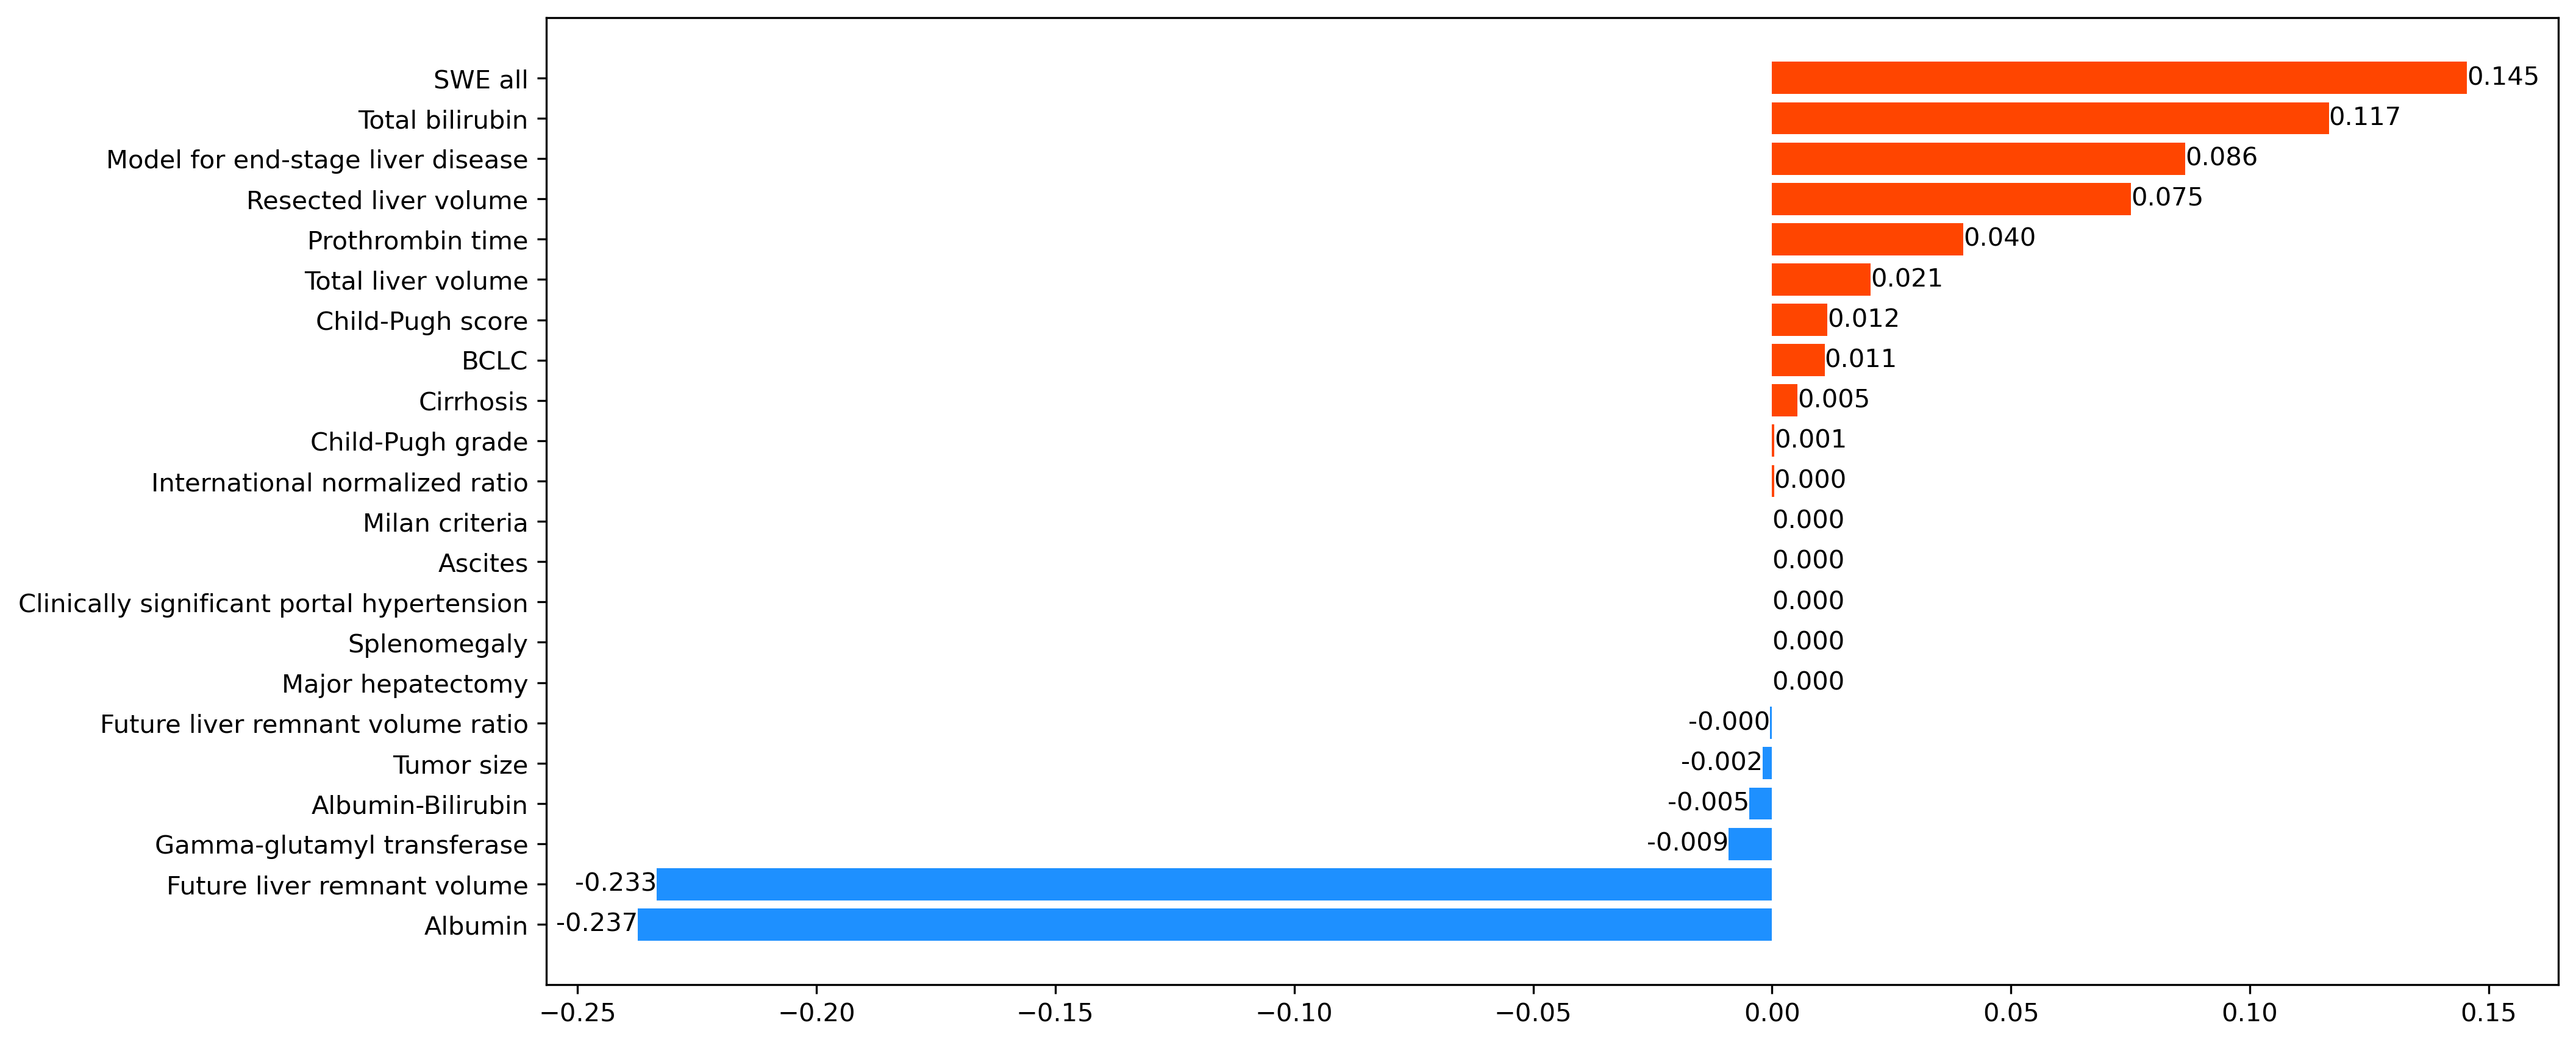 SWE all 0.145
Total bilirubin 0.117
Model for end-stage liver disease 0.086
Resected liver volume 0.075
Prothrombin time 0.040
Total liver volume 0.021
Child-Pugh score 0.012
BCLC 0.011
Cirrhosis 0.005
Child-Pugh grade 0.001
International normalized ratio 0.000
Milan criteria 0.000
Ascites 0.000
Clinically significant portal hypertension 0.000
Splenomegaly 0.000
Major hepatectomy 0.000
Future liver remnant volume ratio -0.000
Tumor size -0.002
Albumin-Bilirubin -0.005
Gamma-glutamyl transferase -0.009
Future liver remnant volume -0.233
Albumin -0.237
−0.25 −0.20 −0.15 −0.10 −0.05 0.00 0.05 0.10 0.15